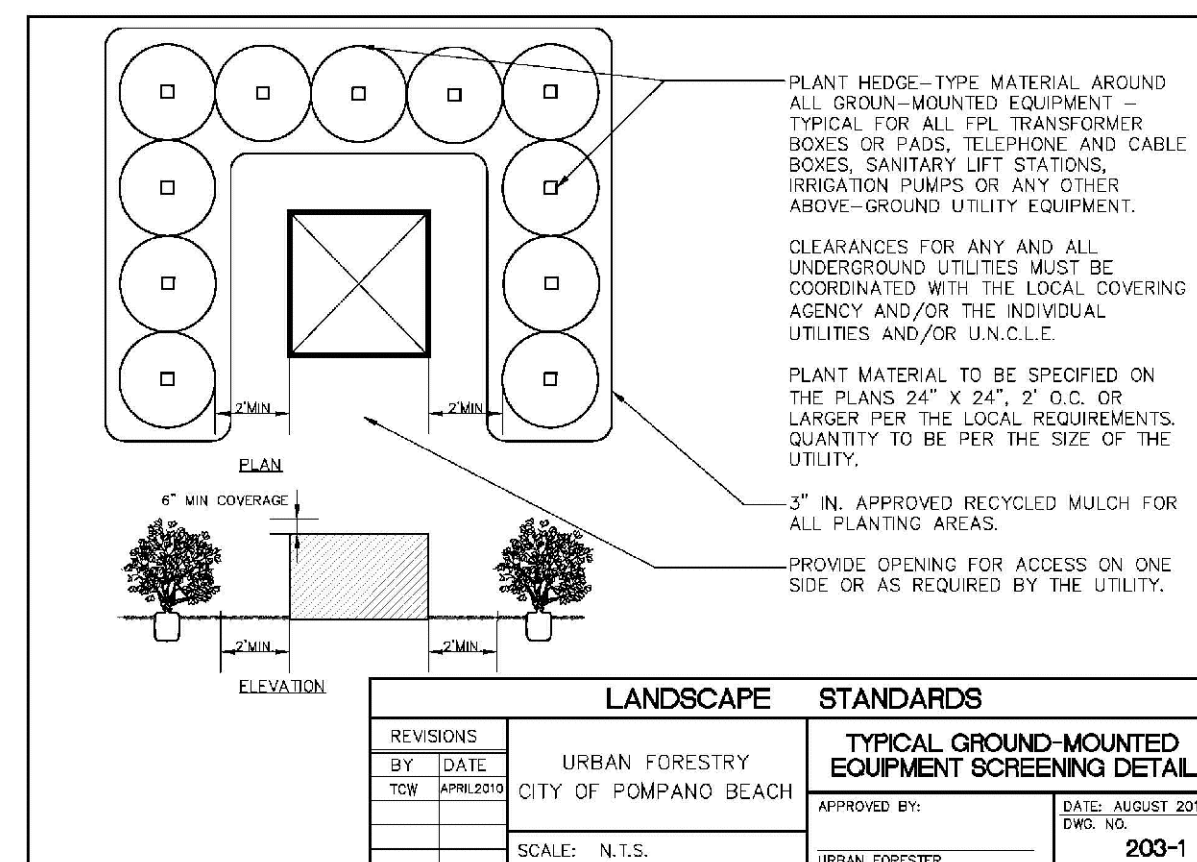 PLANT HEDGE-TYPE MATERIAL AROUND
ALL GROUN-MOUNTED EQUIPMENT -
TYPICAL FOR ALL FPL TRANSFORMER
BOXES OR PADS, TELEPHONE AND CABLE
BOXES, SANITARY LIFT STATIONS,
IRRIGATION PUMPS OR ANY OTHER
ABOVE-GROUND UTILITY EQUIPMENT.
CLEARANCES FOR ANY AND ALL
UNDERGROUND UTILITIES MUST BE
COORDINATED WITH THE LOCAL COVERING
AGENCY AND/OR THE INDIVIDUAL
UTILITIES AND/OR U.N.C.L.E.
PLANT MATERIAL TO BE SPECIFIED ON
THE PLANS 24" X 24", 2' O.C. OR
LARGER PER THE LOCAL REQUIREMENTS.
QUANTITY TO BE PER THE SIZE OF THE
UTILITY.
3" IN. APPROVED RECYCLED MULCH FOR
ALL PLANTING AREAS.
PROVIDE OPENING FOR ACCESS ON ONE
SIDE OR AS REQUIRED BY THE UTILITY.
2'MIN.
2'MIN.
PLAN
6" MIN COVERAGE
2'MIN.
2'MIN.
ELEVATION
LANDSCAPE STANDARDS
REVISIONS
BY DATE
TCW APRIL2010
URBAN FORESTRY
CITY OF POMPANO BEACH
SCALE: N.T.S.
TYPICAL GROUND-MOUNTED
EQUIPMENT SCREENING DETAIL
APPROVED BY:
URBAN FORESTER
DATE: AUGUST
DWG. NO.
203-1